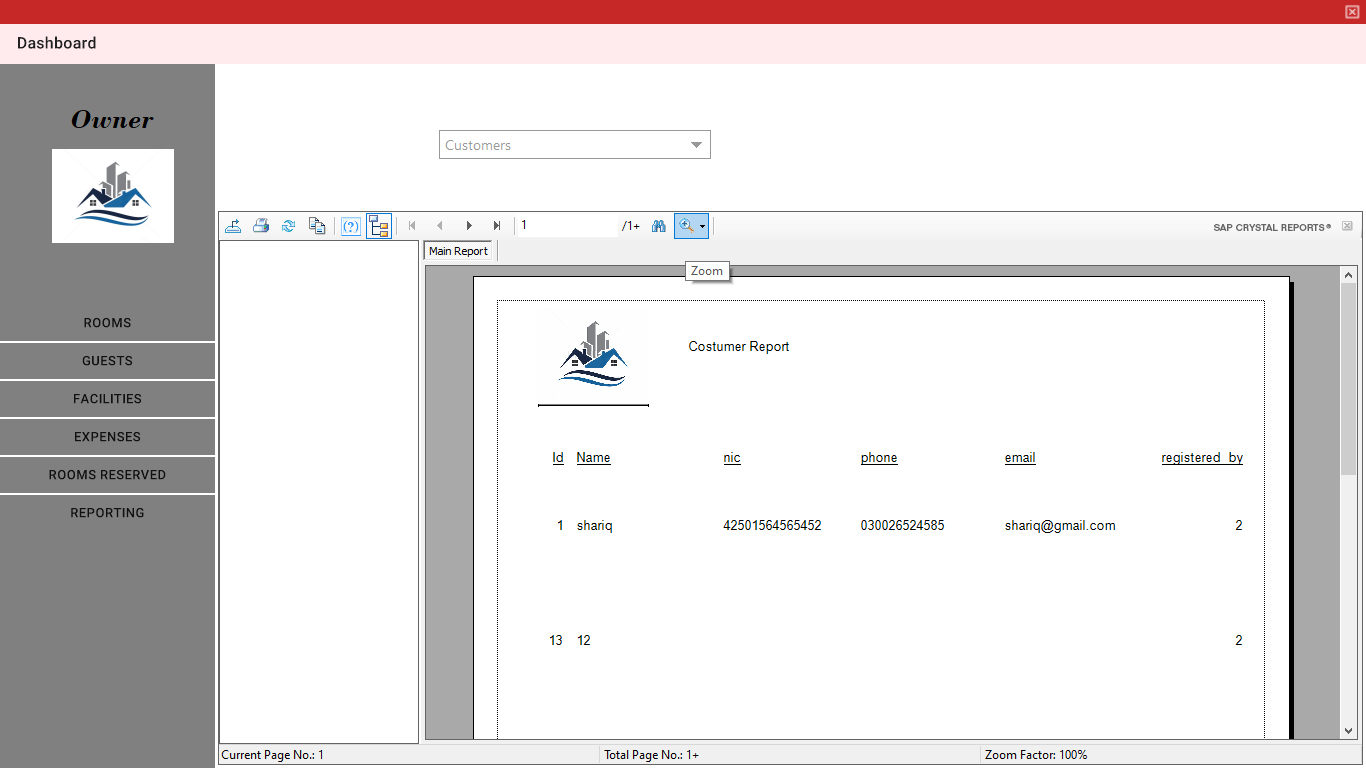 Dashboard
Owner
ROOMS
GUESTS
FACILITIES
EXPENSES
ROOMS RESERVED
REPORTING
Customers
(?)
1
/1+
SAP CRYSTAL REPORTS®
Main Report
Zoom
Costumer Report
Id Name nic phone email registered_by
1 shariq 42501564565452 030026524585 shariq@gmail.com 2
13 12 2
Current Page No.: 1 Total Page No.: 1+ Zoom Factor: 100%